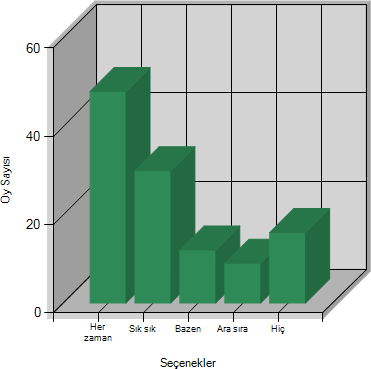 60
40
20
0
Oy Sayısı
Her
zaman
Sık sık
Bazen
Ara sıra
Hiç
Seçenekler